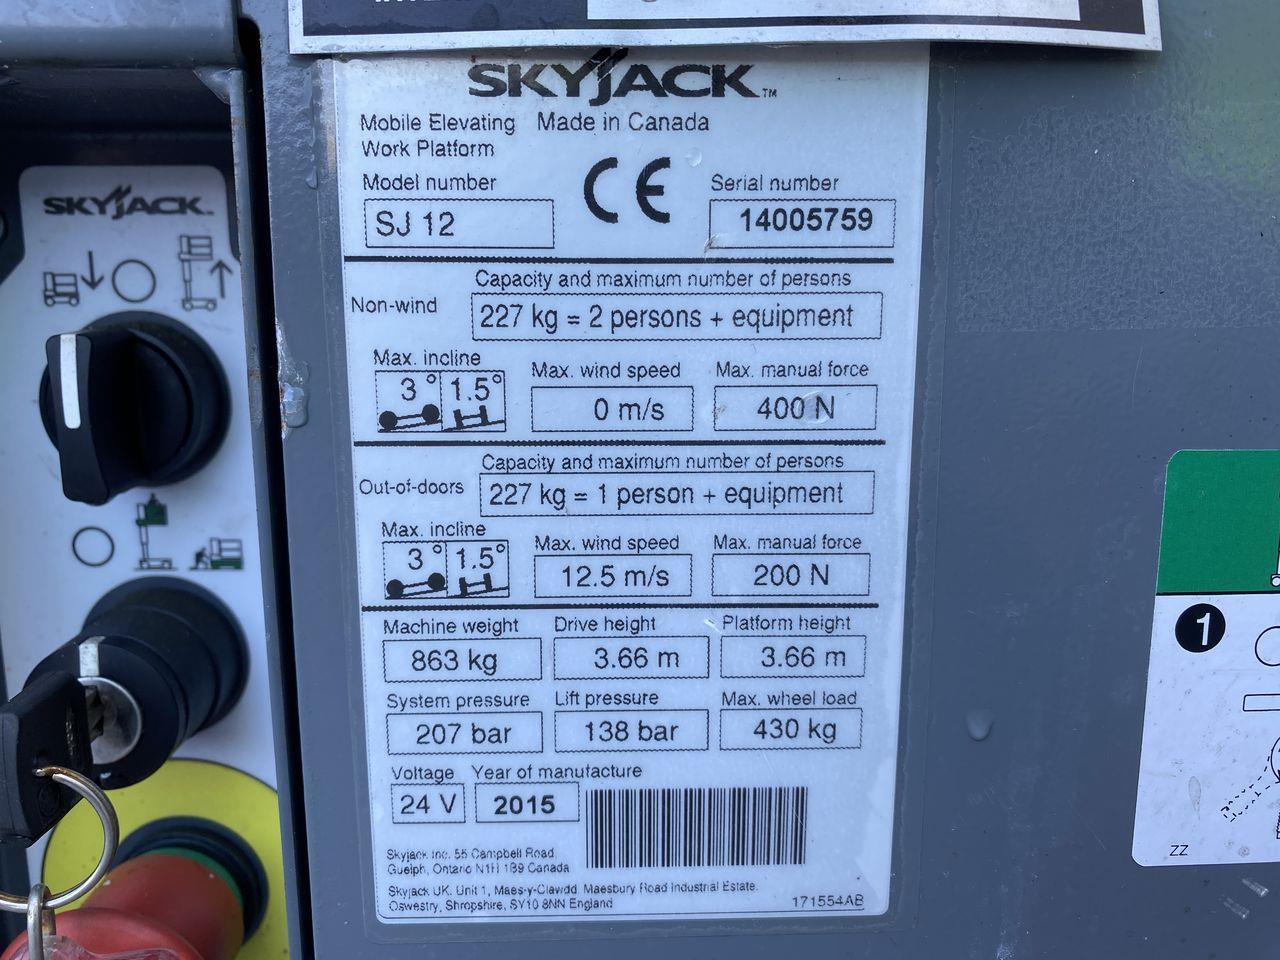 SKYJACK™
Mobile Elevating Made in Canada
Work Platform
Model number
SJ 12
CE
Serial number
14005759
Capacity and maximum number of persons
Non-wind
227 kg = 2 persons + equipment
Max. incline
3° 1.5°
Max. wind speed
0 m/s
Max. manual force
400 N
Capacity and maximum number of persons
Out-of-doors
227 kg = 1 person + equipment
Max. incline
3° 1.5°
Max. wind speed
12.5 m/s
Max. manual force
200 N
Machine weight
863 kg
Drive height
3.66 m
Platform height
3.66 m
System pressure
207 bar
Lift pressure
138 bar
Max. wheel load
430 kg
Voltage
24 V
Year of manufacture
2015
Skyjack Inc. 55 Campbell Road
Guelph, Ontario N1H 1B9 Canada
Skyjack UK. Unit 1, Maes-y-Clawdd, Maesbury Road Industrial Estate.
Oswestry, Shropshire, SY10 8NN England
171554AB
SKYJACK™
1
ZZ